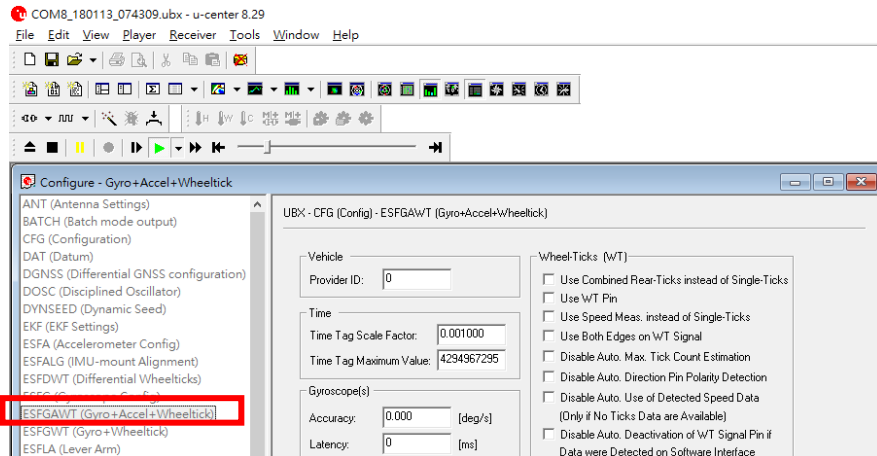 COM8_180113_074309.ubx - u-center 8.29
File Edit View Player Receiver Tools Window Help
Configure - Gyro+Accel+Wheeltick
ANT (Antenna Settings)
BATCH (Batch mode output)
CFG (Configuration)
DAT (Datum)
DGNSS (Differential GNSS configuration)
DOSC (Disciplined Oscillator)
DYNSEED (Dynamic Seed)
EKF (EKF Settings)
ESFA (Accelerometer Config)
ESFALG (IMU-mount Alignment)
ESFDWT (Differential Wheelticks)
ESFGAWT (Gyro+Accel+Wheeltick)
ESFGWT (Gyro+Wheeltick)
ESFLA (Lever Arm)
UBX - CFG (Config) - ESFGAWT (Gyro+Accel+Wheeltick)
Vehicle
Provider ID: 0
Time
Time Tag Scale Factor: 0.001000
Time Tag Maximum Value: 4294967295
Gyroscope(s)
Accuracy: 0.000 [deg/s]
Latency: 0 [ms]
Wheel-Ticks (WT)
Use Combined Rear-Ticks instead of Single-Ticks
Use WT Pin
Use Speed Meas. instead of Single-Ticks
Use Both Edges on WT Signal
Disable Auto. Max. Tick Count Estimation
Disable Auto. Direction Pin Polarity Detection
Disable Auto. Use of Detected Speed Data
(Only if No Ticks Data are Available)
Disable Auto. Deactivation of WT Signal Pin if
Data were Detected on Software Interface